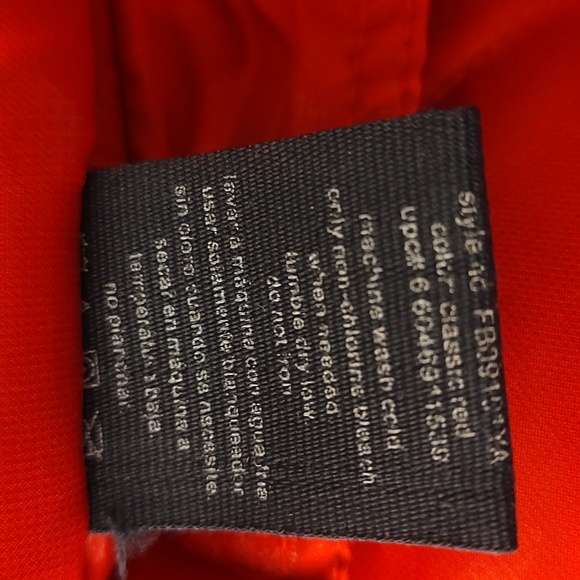 style no.
color classic red
upc#
machine wash cold
only non-chlorine bleach
when needed
tumble dry low.
do not iron
lavar a máquina con agua fría
usar solamente blanqueador
sin cloro cuando sa necesite.
secar en máquina a
temperatura baja.
no planchar